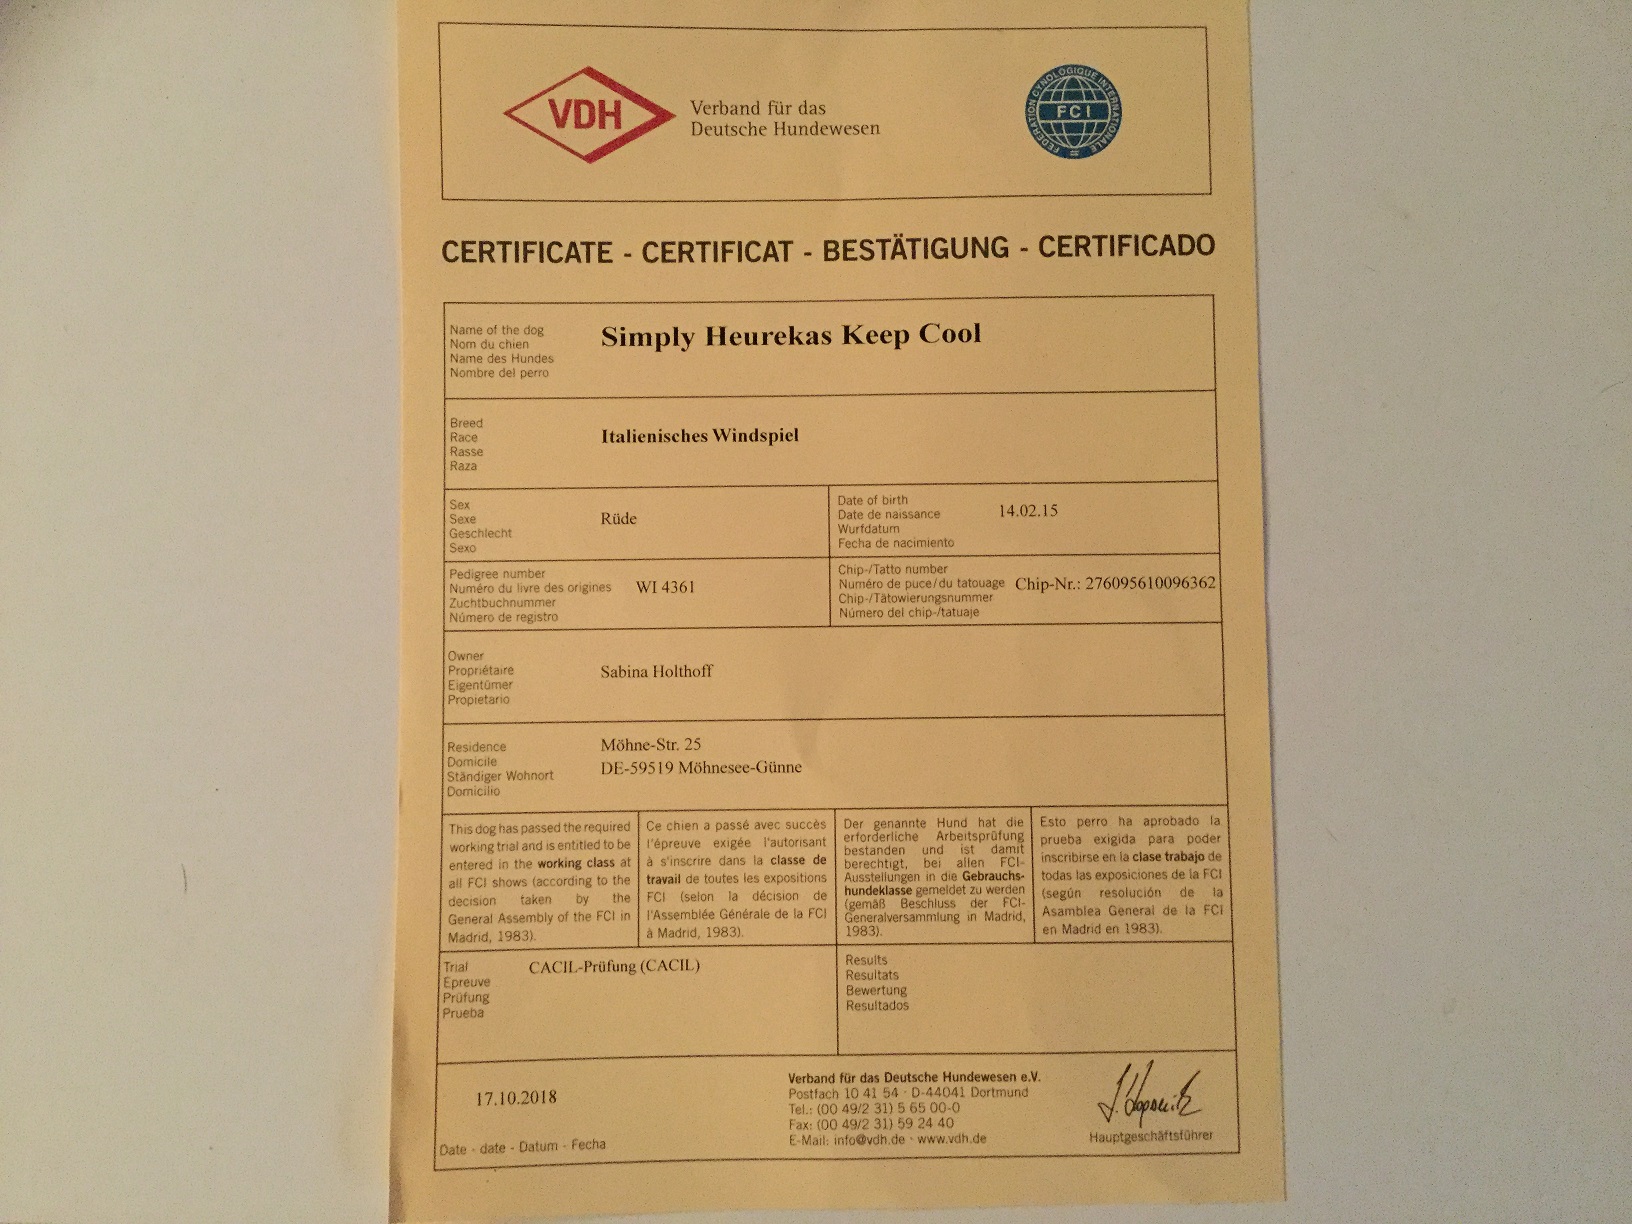 VDH
Verband für das
Deutsche Hundewesen
FEDERATION CYNOLOGIQUE INTERNATIONALE
FCI
CERTIFICATE - CERTIFICAT - BESTÄTIGUNG - CERTIFICADO
Name of the dog
Nom du chien
Name des Hundes
Nombre del perro
Simply Heurekas Keep Cool
Breed
Race
Rasse
Raza
Italienisches Windspiel
Sex
Sexe
Geschlecht
Sexo
Rüde
Date of birth
Date de naissance
Wurfdatum
Fecha de nacimiento
14.02.15
Pedigree number
Numéro du livre des origines
Zuchtbuchnummer
Número de registro
WI 4361
Chip-/Tatto number
Numéro de puce/du tatouage
Chip-/Tätowierungsnummer
Número del chip-/tatuaje
Chip-Nr.: 276095610096362
Owner
Propriétaire
Eigentümer
Propietario
Sabina Holthoff
Residence
Domicile
Ständiger Wohnort
Domicilio
Möhne-Str. 25
DE-59519 Möhnesee-Günne
This dog has passed the required
working trial and is entitled to be
entered in the working class at
all FCI shows (according to the
decision taken by the
General Assembly of the FCI in
Madrid, 1983).
Ce chien a passé avec succès
l'épreuve exigée l'autorisant
à s'inscrire dans la classe de
travail de toutes les expositions
FCI (selon la décision de
l'Assemblée Générale de la FCI
à Madrid, 1983).
Der genannte Hund hat die
erforderliche Arbeitsprüfung
bestanden und ist damit
berechtigt, bei allen FCI-
Ausstellungen in die Gebrauchs-
hundeklasse gemeldet zu werden
(gemäß Beschluss der FCI-
Generalversammlung in Madrid,
1983).
Esto perro ha aprobado la
prueba exigida para poder
inscribirse en la clase trabajo de
todas las exposiciones de la FCI
(según resolución de la
Asamblea General de la FCI
en Madrid en 1983).
Trial
Epreuve
Prüfung
Prueba
CACIL-Prüfung (CACIL)
Results
Resultats
Bewertung
Resultados
17.10.2018
Date - date - Datum - Fecha
Verband für das Deutsche Hundewesen e.V.
Postfach 10 41 54 · D-44041 Dortmund
Tel.: (00 49/2 31) 5 65 00-0
Fax: (00 49/2 31) 59 24 40
E-Mail: info@vdh.de · www.vdh.de
Hauptgeschäftsführer